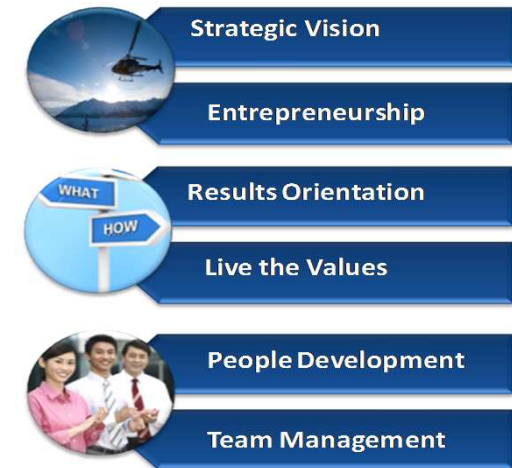 Strategic Vision
Entrepreneurship
WHAT
HOW
Results Orientation
Live the Values
People Development
Team Management